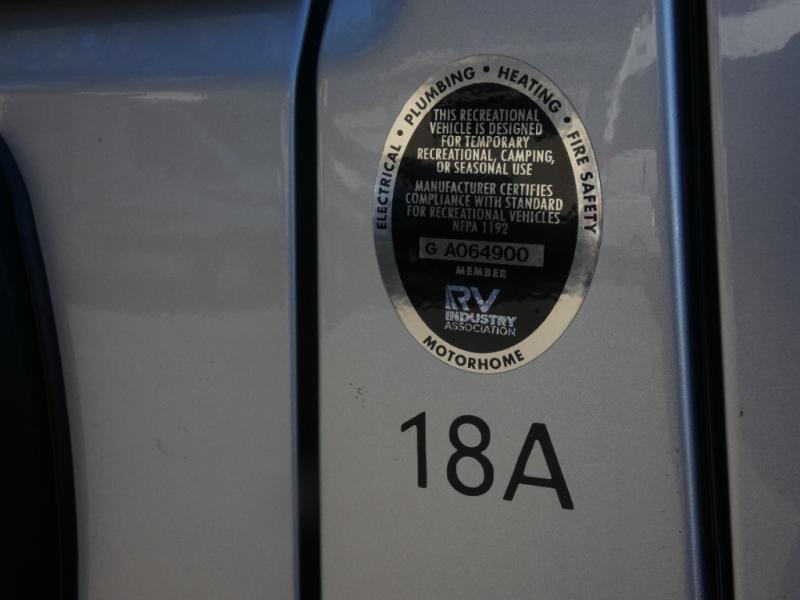 ELECTRICAL • PLUMBING • HEATING • FIRE SAFETY
THIS RECREATIONAL
VEHICLE IS DESIGNED
FOR TEMPORARY
RECREATIONAL, CAMPING,
OR SEASONAL USE
MANUFACTURER CERTIFIES
COMPLIANCE WITH STANDARD
FOR RECREATIONAL VEHICLES
NFPA 1192
G A064900
MEMBER
RV
INDUSTRY
ASSOCIATION
MOTORHOME
18A